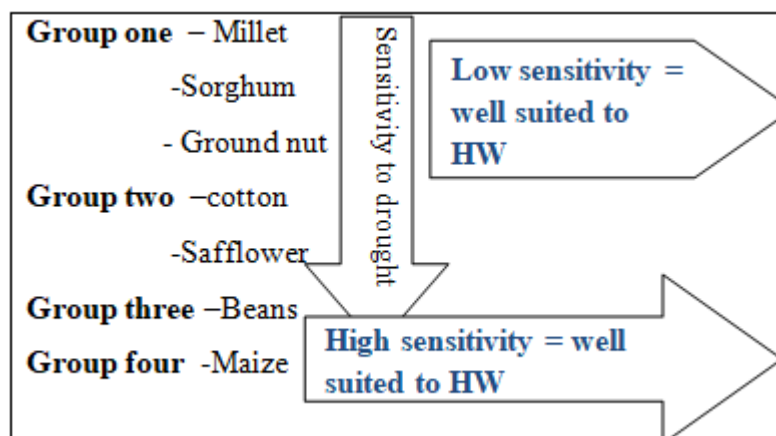 Group one – Millet
-Sorghum
- Ground nut
Group two –cotton
-Safflower
Group three –Beans
Group four -Maize
Sensitivity to drought
Low sensitivity =
well suited to
HW
High sensitivity = well
suited to HW